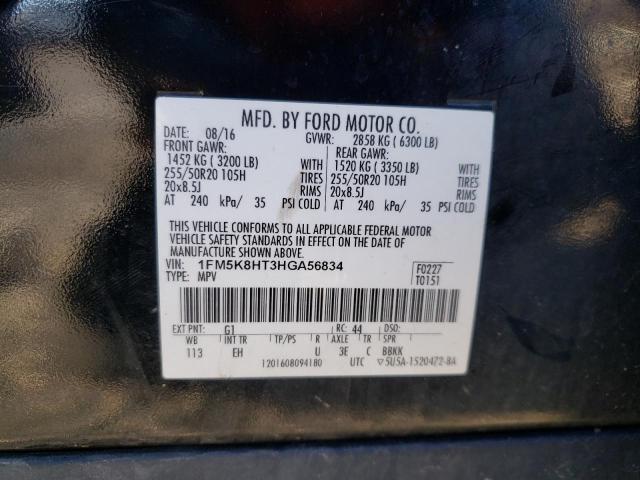 MFD. BY FORD MOTOR CO.
DATE: 08/16 GVWR: 2858 KG ( 6300 LB)
FRONT GAWR: REAR GAWR:
1452 KG ( 3200 LB) WITH 1520 KG ( 3350 LB) WITH
255/50R20 105H TIRES 255/50R20 105H TIRES
20x8.5J RIMS 20x8.5J RIMS
AT 240 kPa/ 35 PSI COLD AT 240 kPa/ 35 PSI COLD
THIS VEHICLE CONFORMS TO ALL APPLICABLE FEDERAL MOTOR
VEHICLE SAFETY STANDARDS IN EFFECT ON THE DATE OF
MANUFACTURE SHOWN ABOVE.
VIN: 1FM5K8HT3HGA56834 F0227
TYPE: MPV T0151
EXT PNT: G1 RC: 44 DSO:
WB INT TR TP/PS R AXLE TR SPR
113 EH U 3E C BBKK
1201608094180 UTC ▽5U5A-1520472-BA